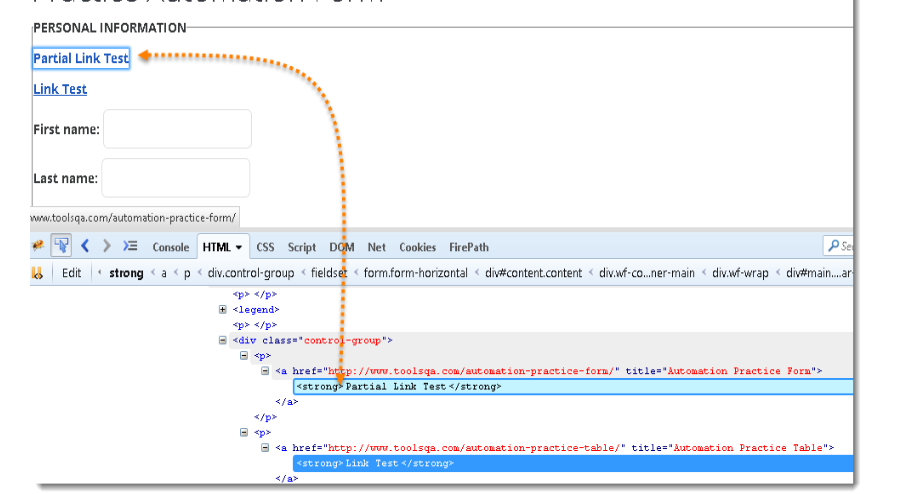 PERSONAL INFORMATION
Partial Link Test
Link Test
First name:
Last name:
www.toolsqa.com/automation-practice-form/
Console HTML CSS Script DOM Net Cookies FirePath
Edit strong < a < p < div.control-group < fieldset < form.form-horizontal < div#content.content < div.wf-co...ner-main < div.wf-wrap < div#main....ar-
<p> </p>
<legend>
<p> </p>
<div class="control-group">
<p>
<a href="http://www.toolsqa.com/automation-practice-form/" title="Automation Practice Form">
<strong>Partial Link Test</strong>
</a>
</p>
<p>
<a href="http://www.toolsqa.com/automation-practice-table/" title="Automation Practice Table">
<strong>Link Test</strong>
</a>